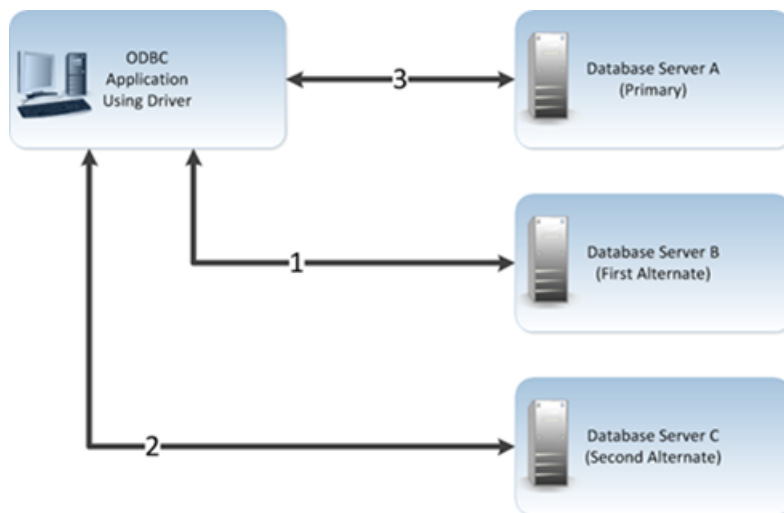 ODBC
Application
Using Driver
3
Database Server A
(Primary)
1
Database Server B
(First Alternate)
2
Database Server C
(Second Alternate)